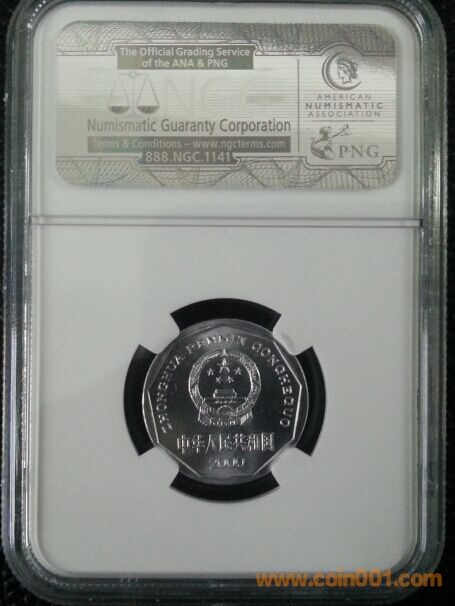 The Official Grading Service
of the ANA & PNG
NGC
Numismatic Guaranty Corporation
Terms & Conditions – www.ngcterms.com
888.NGC.1141
AMERICAN
NUMISMATIC
ASSOCIATION
PNG
ZHONGHUA RENMIN GONGHEGUO
中华人民共和国
2000
www.coin001.com